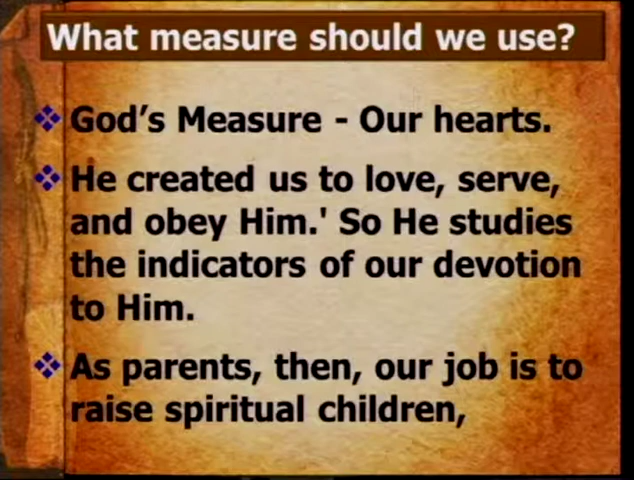 What measure should we use?
God's Measure - Our hearts.
He created us to love, serve,
and obey Him.' So He studies
the indicators of our devotion
to Him.
As parents, then, our job is to
raise spiritual children,